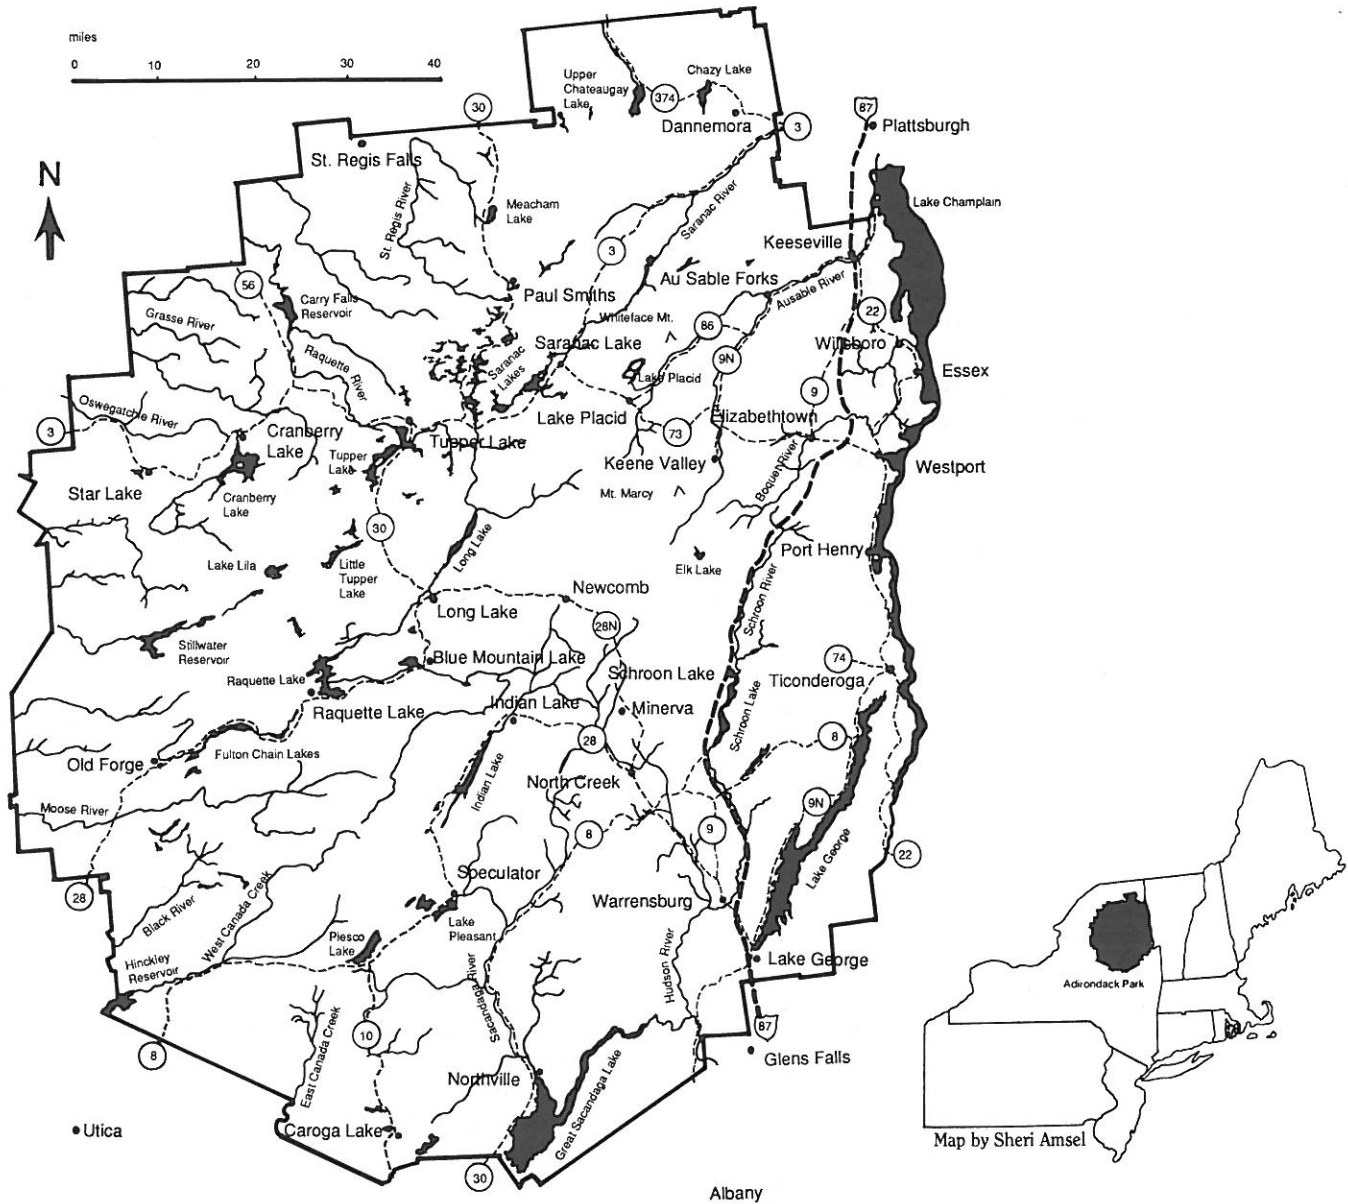 miles
0 10 20 30 40
N
Upper
Chateaugay
Lake
Chazy Lake
374
30
Dannemora
3
87
Plattsburgh
St. Regis Falls
St. Regis River
Meacham
Lake
Saranac River
Lake Champlain
3
Keeseville
56
Au Sable Forks
Ausable River
Paul Smiths
Carry Falls
Reservoir
Grasse River
Whiteface Mt.
86
22
Saranac Lake
Willsboro
Raquette River
Saranac
Lakes
9N
Essex
Lake Placid
9
Oswegatchie River
Lake Placid
Elizabethtown
3
Cranberry
Lake
Tupper Lake
73
Tupper
Lake
Keene Valley
Boquet River
Westport
Star Lake
Cranberry
Lake
Mt. Marcy
30
Long Lake
Port Henry
Lake Lila
Little
Tupper
Lake
Elk Lake
Newcomb
Long Lake
Schroon River
28N
Stillwater
Reservoir
Blue Mountain Lake
74
Schroon Lake
Ticonderoga
Raquette Lake
Indian Lake
Minerva
Raquette Lake
Schroon Lake
28
8
Fulton Chain Lakes
Old Forge
Indian Lake
North Creek
Moose River
9N
8
9
Lake George
22
Speculator
28
Warrensburg
Black River
West Canada Creek
Lake
Pleasant
Piesco
Lake
Hinckley
Reservoir
Lake George
Hudson River
Sacandaga River
Adirondack Park
10
87
East Canada Creek
8
Glens Falls
Northville
Great Sacandaga Lake
Utica
Caroga Lake
Map by Sheri Amsel
30
Albany